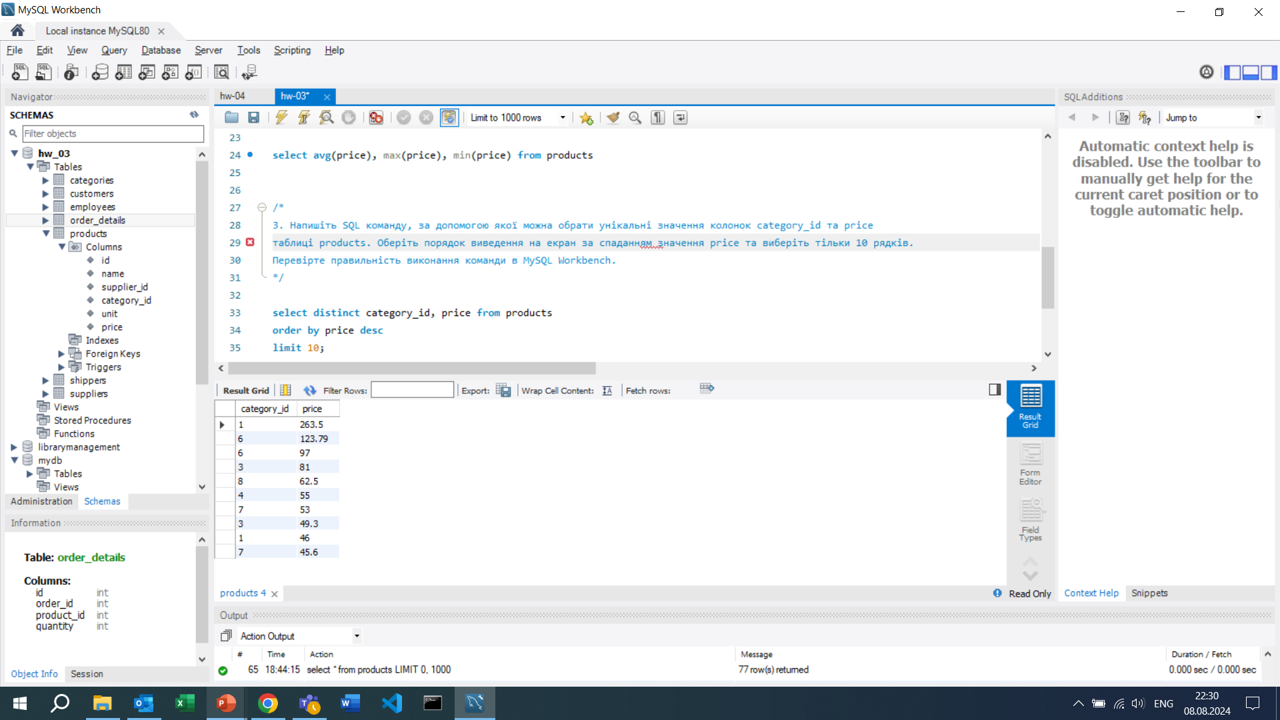 MySQL Workbench
Local instance MySQL80
File Edit View Query Database Server Tools Scripting Help
Navigator
SCHEMAS
Filter objects
hw_03
Tables
categories
customers
employees
order_details
products
Columns
id
name
supplier_id
category_id
unit
price
Indexes
Foreign Keys
Triggers
shippers
suppliers
Views
Stored Procedures
Functions
librarymanagement
mydb
Tables
Views
Administration Schemas
Information
Table: order_details
Columns:
id int
order_id int
product_id int
quantity int
Object Info Session
hw-04 hw-03*
Limit to 1000 rows
23
24 select avg(price), max(price), min(price) from products
25
26
27 /*
28 3. Напишіть SQL команду, за допомогою якої можна обрати унікальні значення колонок category_id та price
29 таблиці products. Оберіть порядок виведення на екран за спаданням значення price та виберіть тільки 10 рядків.
30 Перевірте правильність виконання команди в MySQL Workbench.
31 */
32
33 select distinct category_id, price from products
34 order by price desc
35 limit 10;
Result Grid Filter Rows: Export: Wrap Cell Content: Fetch rows:
category_id price
1 263.5
6 123.79
6 97
3 81
8 62.5
4 55
7 53
3 49.3
1 46
7 45.6
Result Grid
Form Editor
Field Types
products 4
Read Only
Output
Action Output
# Time Action Message Duration / Fetch
65 18:44:15 select * from products LIMIT 0, 1000 77 row(s) returned 0.000 sec / 0.000 sec
SQLAdditions
Jump to
Automatic context help is
disabled. Use the toolbar to
manually get help for the
current caret position or to
toggle automatic help.
Context Help Snippets
ENG
22:30
08.08.2024